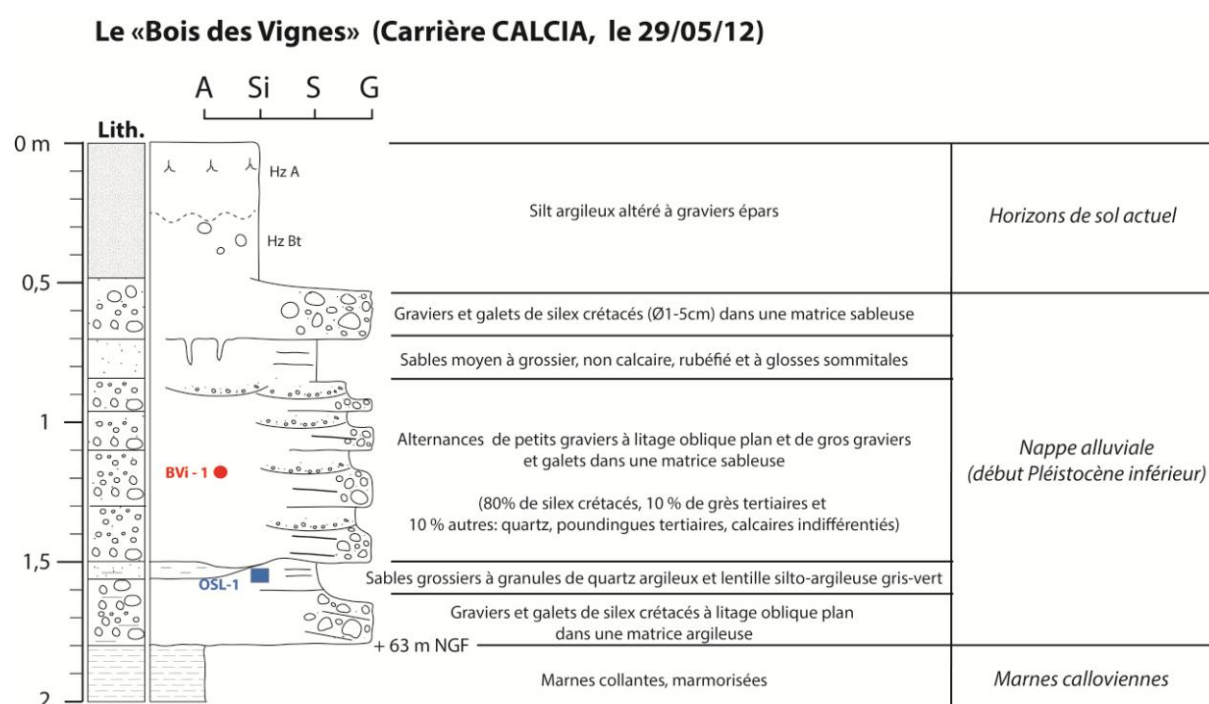 Le «Bois des Vignes» (Carrière CALCIA, le 29/05/12)
A Si S G
Lith.
0 m
Hz A
Silt argileux altéré à graviers épars
Horizons de sol actuel
Hz Bt
0,5
Graviers et galets de silex crétacés (Ø1-5cm) dans une matrice sableuse
Sables moyen à grossier, non calcaire, rubéfié et à glosses sommitales
1
Alternances de petits graviers à litage oblique plan et de gros graviers
et galets dans une matrice sableuse
Nappe alluviale
(début Pléistocène inférieur)
BVi - 1
(80% de silex crétacés, 10 % de grès tertiaires et
10 % autres: quartz, poundingues tertiaires, calcaires indifférentiés)
1,5
OSL-1
Sables grossiers à granules de quartz argileux et lentille silto-argileuse gris-vert
Graviers et galets de silex crétacés à litage oblique plan
dans une matrice argileuse
+ 63 m NGF
Marnes collantes, marmorisées
Marnes calloviennes
2